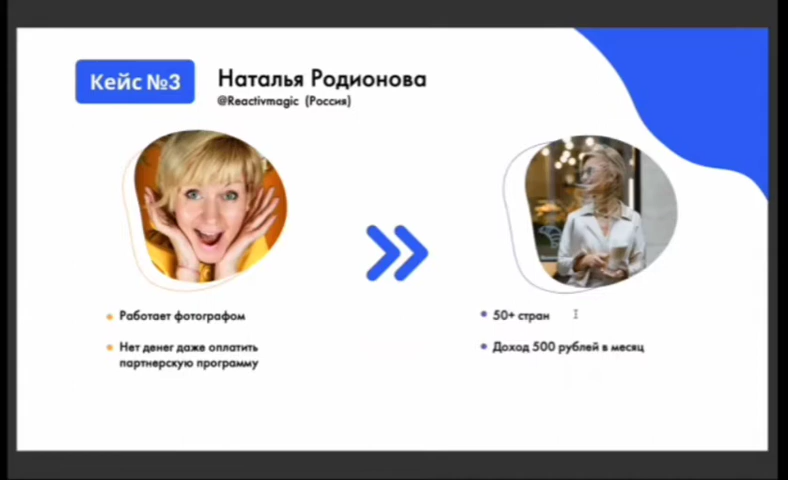 Кейс №3
Наталья Родионова
@Reactivmagic (Россия)
Работает фотографом
Нет денег даже оплатить
партнерскую программу
50+ стран
Доход 500 рублей в месяц